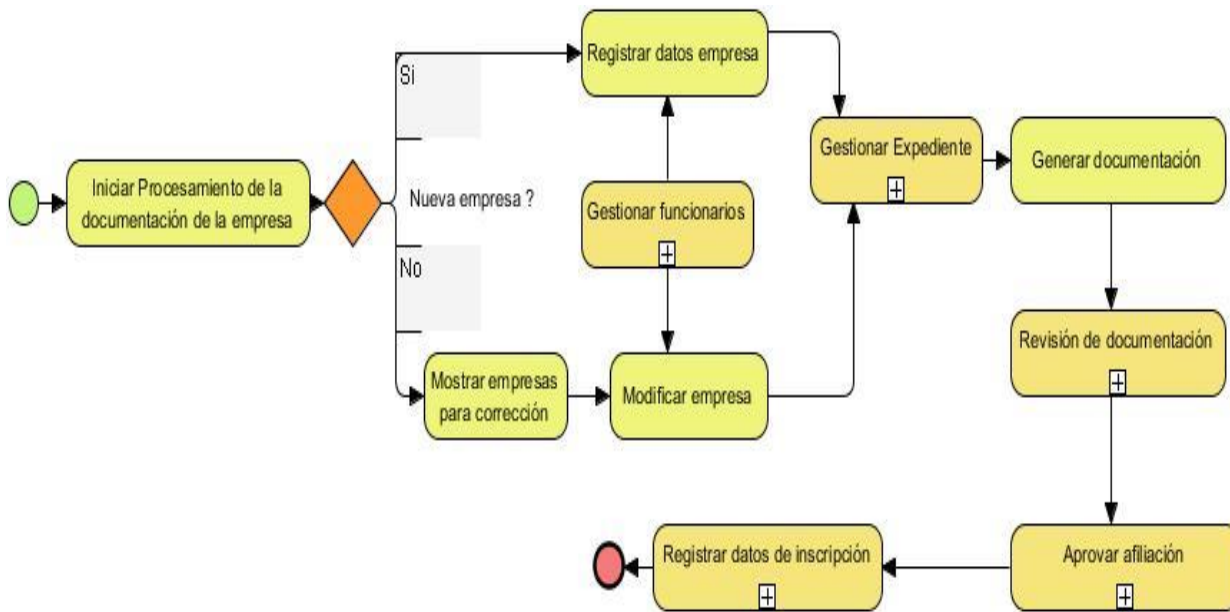 Si
Registrar datos empresa
Gestionar Expediente
Generar documentación
Iniciar Procesamiento de la
documentación de la empresa
Nueva empresa ?
Gestionar funcionarios
No
Mostrar empresas
para corrección
Modificar empresa
Revisión de documentación
Registrar datos de inscripción
Aprovar afiliación